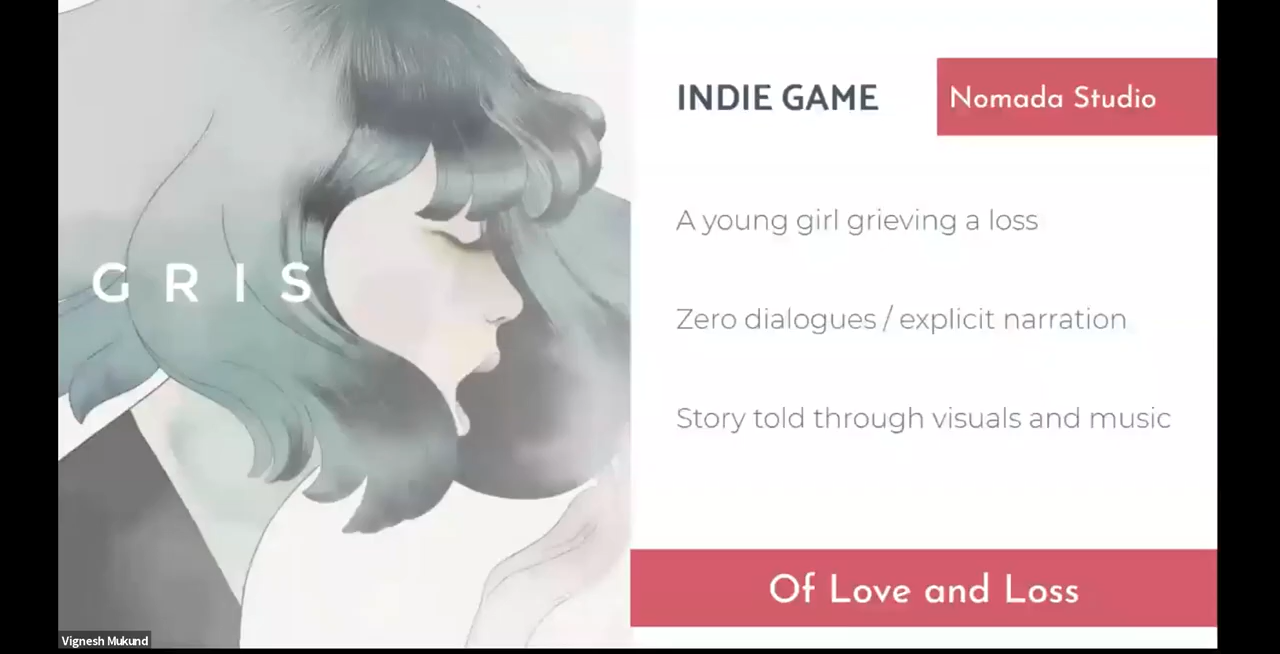 GRIS
INDIE GAME
Nomada Studio
A young girl grieving a loss
Zero dialogues / explicit narration
Story told through visuals and music
Of Love and Loss
Vignesh Mukund